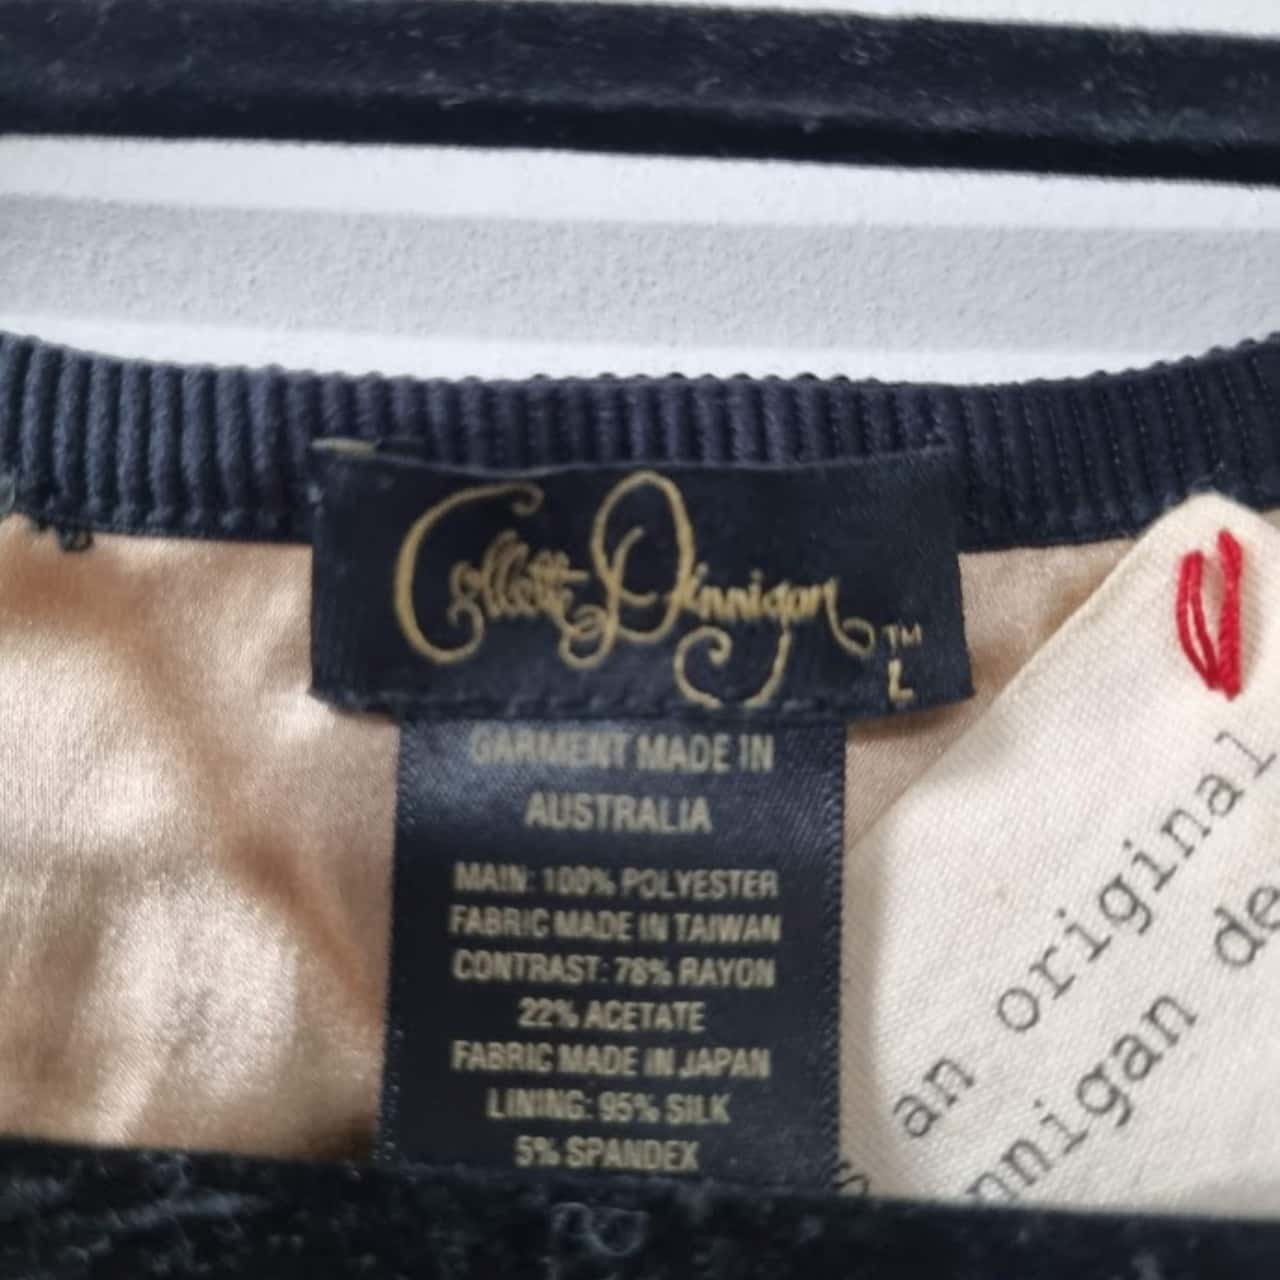 Collette Dinnigan TM
L
GARMENT MADE IN
AUSTRALIA
MAIN: 100% POLYESTER
FABRIC MADE IN TAIWAN
CONTRAST: 78% RAYON
22% ACETATE
FABRIC MADE IN JAPAN
LINING: 95% SILK
5% SPANDEX
an original
nnigan de
s